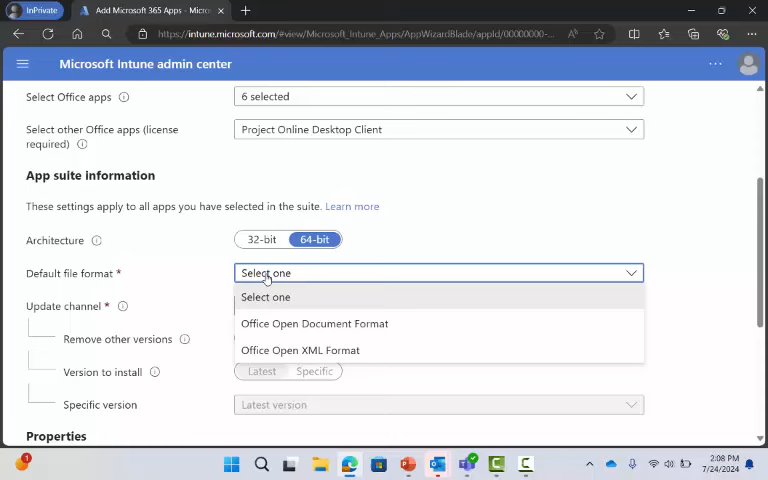 InPrivate
Add Microsoft 365 Apps - Micros
https://intune.microsoft.com/#view/Microsoft_Intune_Apps/AppWizardBlade/appId/00000000-...
Microsoft Intune admin center
Select Office apps
6 selected
Select other Office apps (license required)
Project Online Desktop Client
App suite information
These settings apply to all apps you have selected in the suite. Learn more
Architecture
32-bit 64-bit
Default file format *
Select one
Select one
Update channel *
Office Open Document Format
Remove other versions
Office Open XML Format
Version to install
Latest Specific
Specific version
Latest version
Properties
1
2:08 PM
7/24/2024